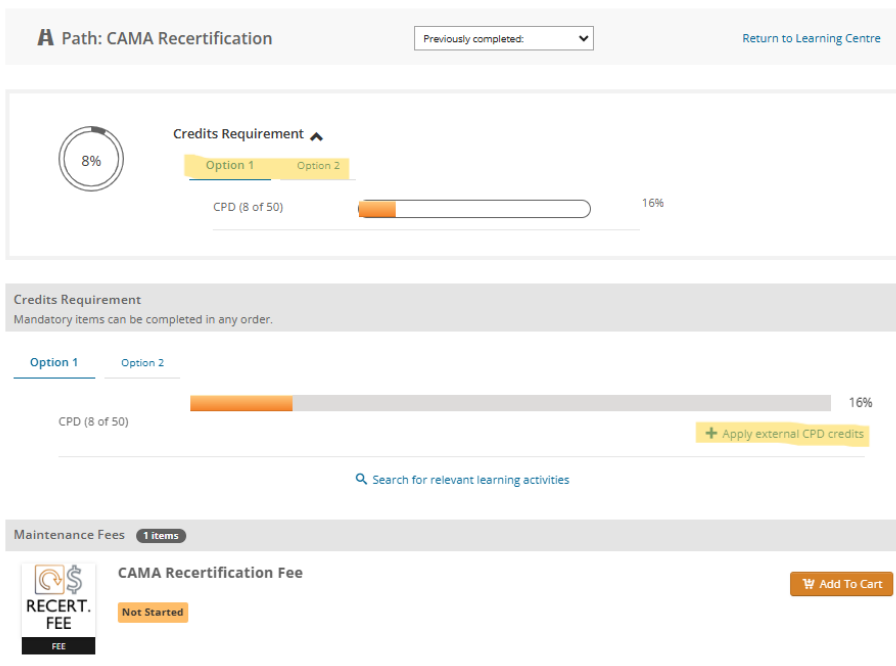 Path: CAMA Recertification
Previously completed:
Return to Learning Centre
8%
Credits Requirement
Option 1
Option 2
CPD (8 of 50)
16%
Credits Requirement
Mandatory items can be completed in any order.
Option 1
Option 2
16%
CPD (8 of 50)
+ Apply external CPD credits
Search for relevant learning activities
Maintenance Fees 1 items
$
RECERT.
FEE
FEE
CAMA Recertification Fee
Not Started
Add To Cart